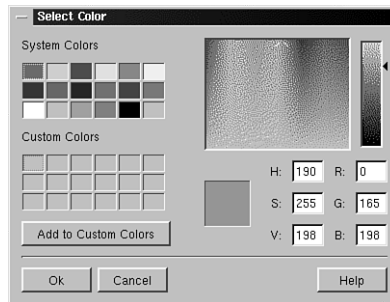 Select Color
System Colors
Custom Colors
H: 190 R: 0
S: 255 G: 165
V: 198 B: 198
Add to Custom Colors
Ok Cancel Help